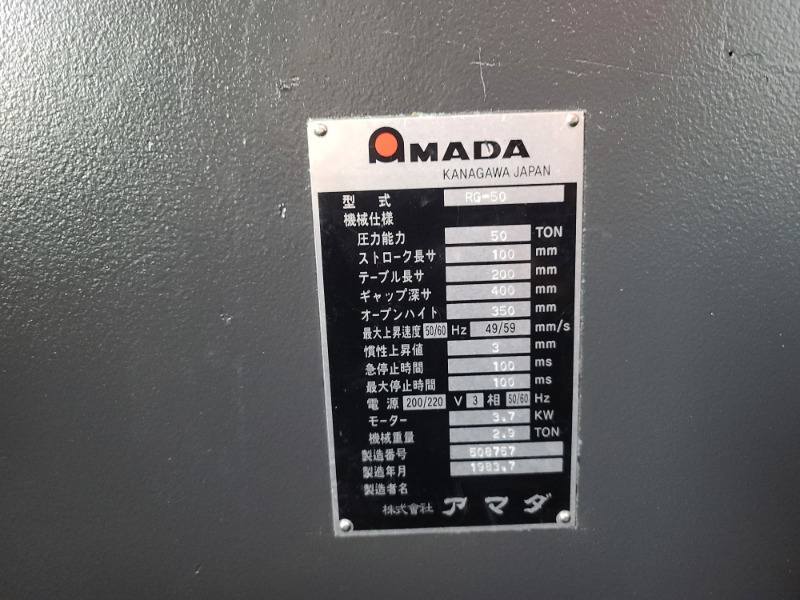 AMADA
KANAGAWA JAPAN
型式 RG-50
機械仕様
圧力能力 50 TON
ストローク長サ 100 mm
テーブル長サ 200 mm
ギャップ深サ 400 mm
オープンハイト 350 mm
最大上昇速度 50/60 Hz 49/59 mm/s
慣性上昇値 3 mm
急停止時間 100 ms
最大停止時間 100 ms
電源 200/220 V 3 相 50/60 Hz
モーター 3.7 KW
機械重量 2.9 TON
製造番号 508757
製造年月 1983.7
製造者名
株式會社 アマダ